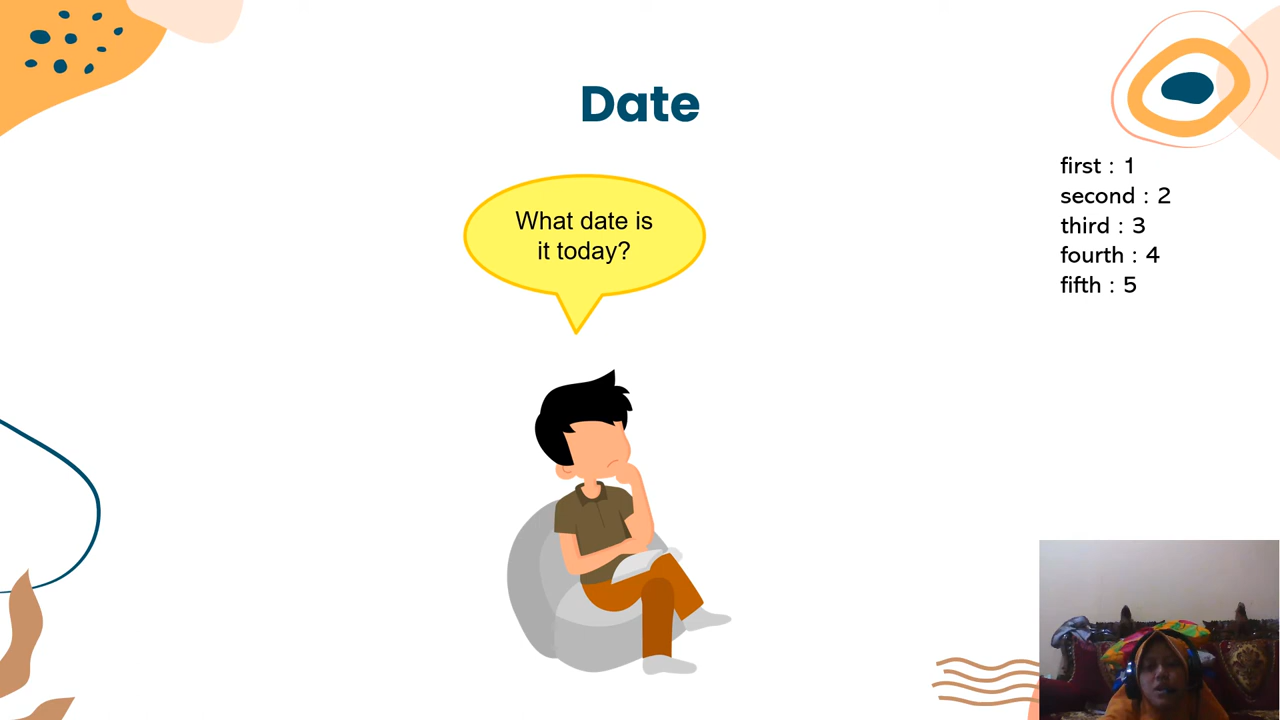 Date
What date is
it today?
first : 1
second : 2
third : 3
fourth : 4
fifth : 5